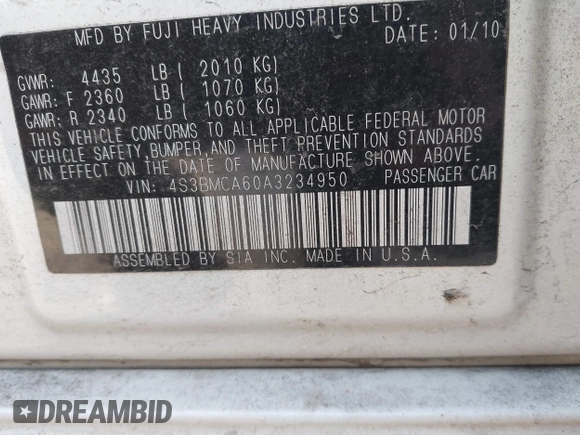 MFD BY FUJI HEAVY INDUSTRIES LTD.
DATE: 01/10
GVWR: 4435 LB ( 2010 KG)
GAWR: F 2360 LB ( 1070 KG)
GAWR: R 2340 LB ( 1060 KG)
THIS VEHICLE CONFORMS TO ALL APPLICABLE FEDERAL MOTOR
VEHICLE SAFETY, BUMPER, AND THEFT PREVENTION STANDARDS
IN EFFECT ON THE DATE OF MANUFACTURE SHOWN ABOVE.
VIN: 4S3BMCA60A3234950 PASSENGER CAR
ASSEMBLED BY SIA INC. MADE IN U.S.A.
DREAMBID